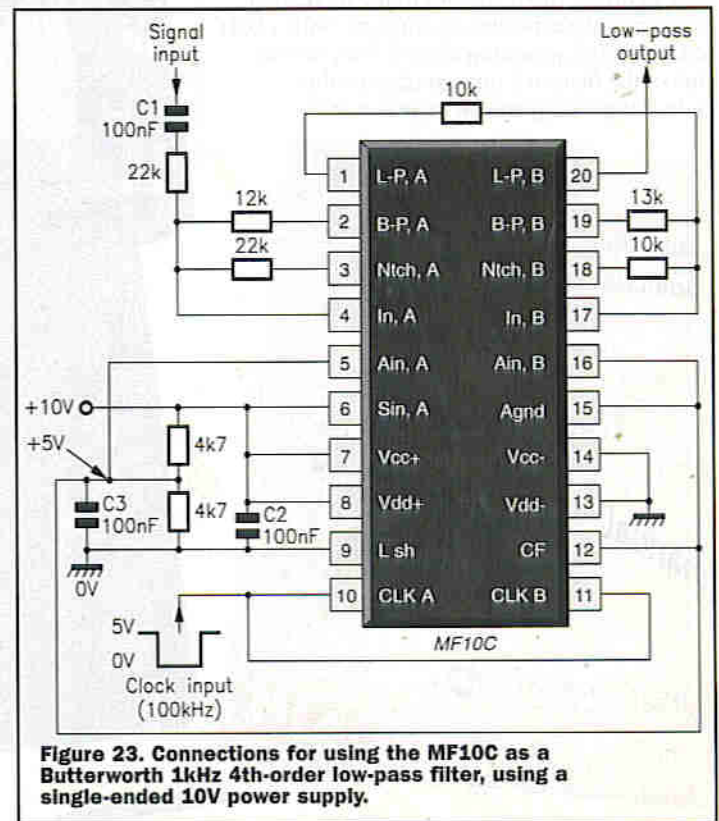 Signal
input
Low-pass
output
C1
100nF
10k
22k
12k
22k
13k
10k
1 L-P, A L-P, B 20
2 B-P, A B-P, B 19
3 Ntch, A Ntch, B 18
4 In, A In, B 17
5 Ain, A Ain, B 16
6 Sin, A Agnd 15
7 Vcc+ Vcc- 14
8 Vdd+ Vdd- 13
9 L sh CF 12
10 CLK A CLK B 11
+10V
+5V
4k7
4k7
C3
100nF
C2
100nF
0V
5V
0V
Clock input
(100kHz)
MF10C
Figure 23. Connections for using the MF10C as a
Butterworth 1kHz 4th-order low-pass filter, using a
single-ended 10V power supply.